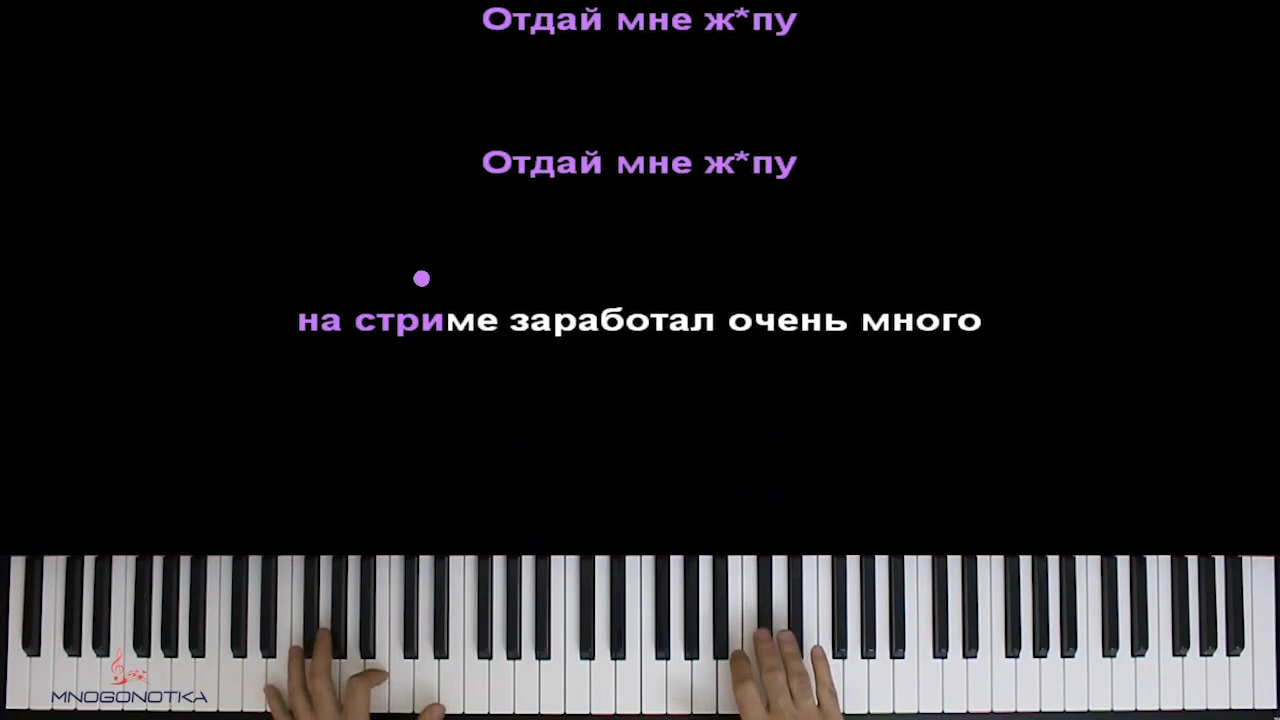 Отдай мне ж*пу
Отдай мне ж*пу
на стриме заработал очень много
MNOGONOTKA